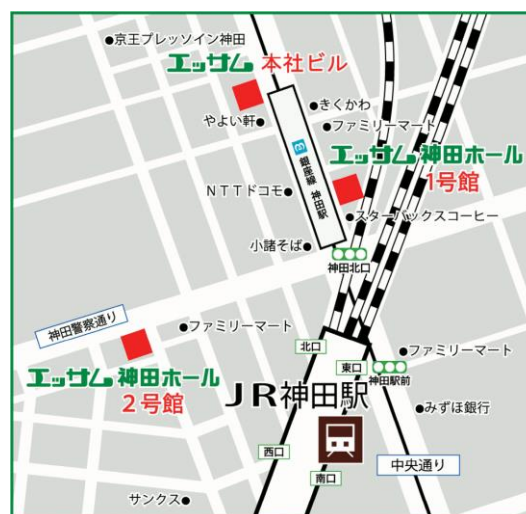 京王プレッソイン神田
エッサム 本社ビル
きくかわ
やよい軒
ファミリーマート
エッサム 神田ホール
1号館
銀座線 神田駅
NTTドコモ
スターバックスコーヒー
小諸そば
神田北口
神田警察通り
ファミリーマート
北口
東口
ファミリーマート
神田駅前
エッサム 神田ホール
2号館
JR神田駅
みずほ銀行
西口
中央通り
南口
サンクス